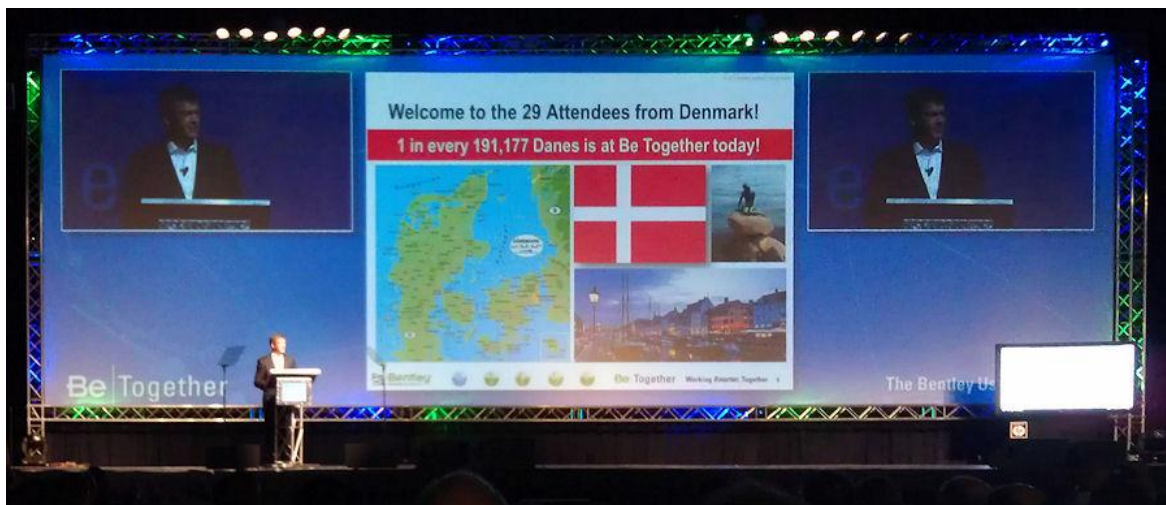 Welcome to the 29 Attendees from Denmark!
1 in every 191,177 Danes is at Be Together today!
Bentley
Be Together Working Smarter, Together
Be Together
The Bentley Us